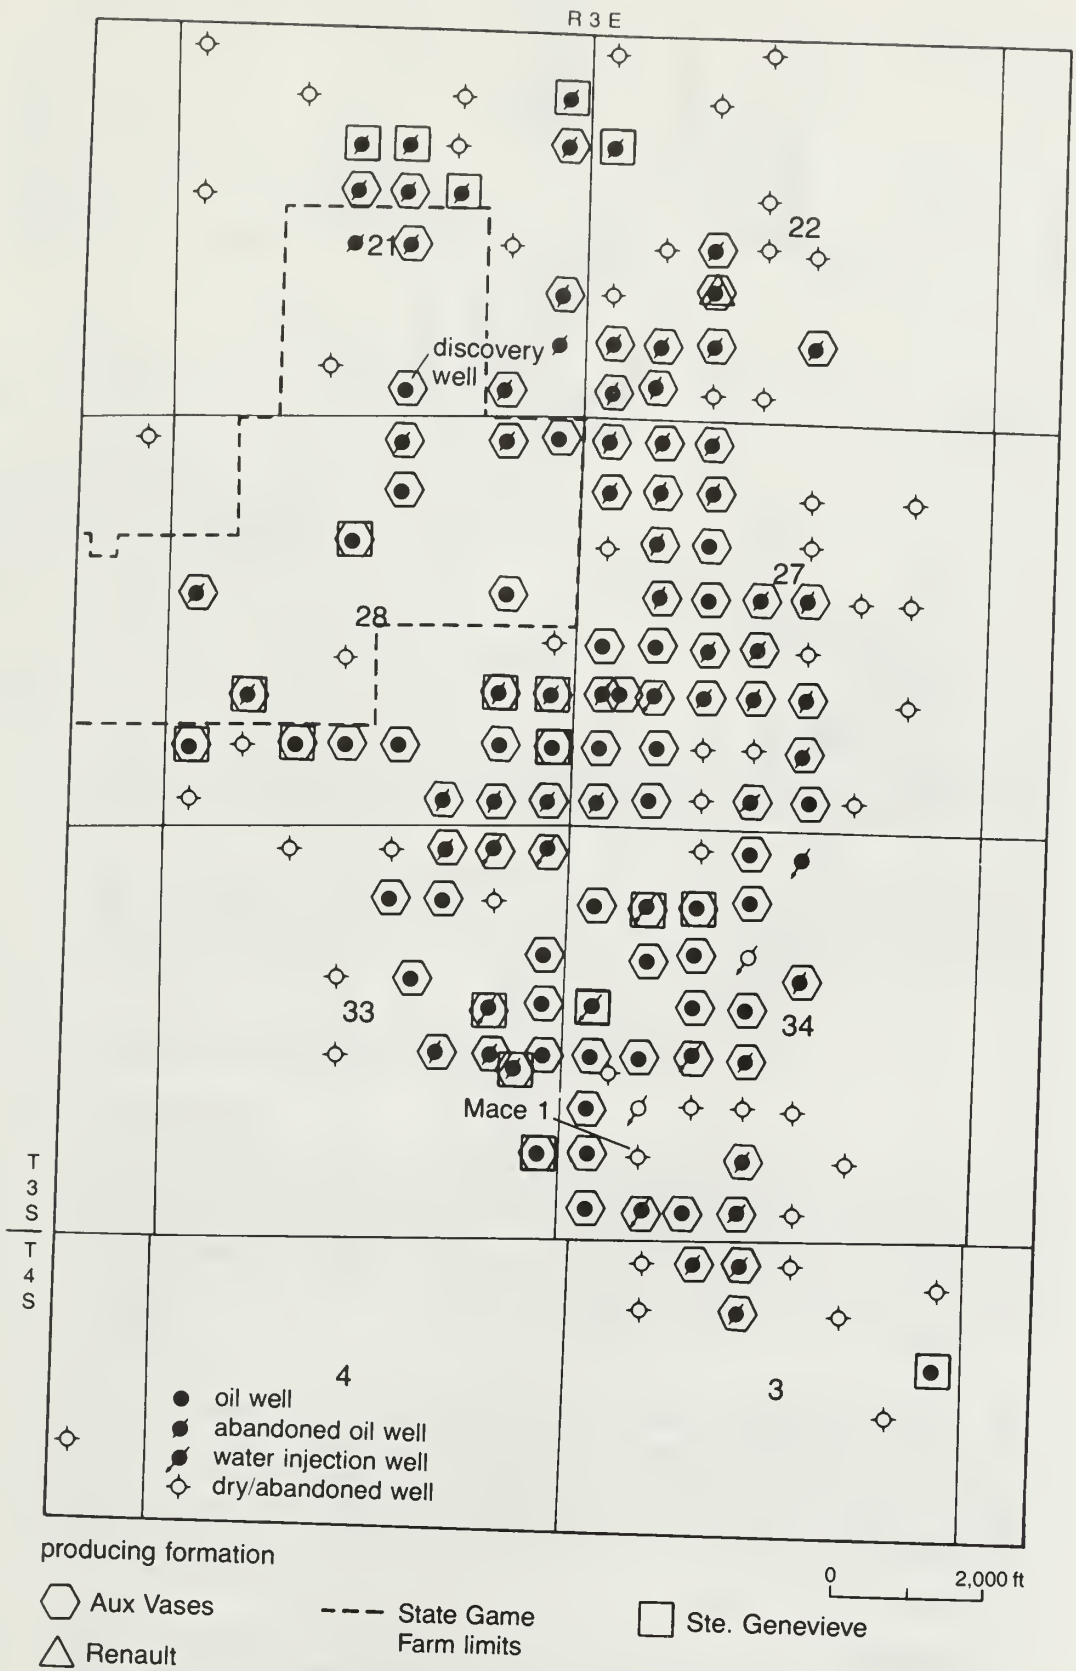 R 3 E
22
21
discovery
well
27
28
33
34
Mace 1
T
3
S
T
4
S
4
3
oil well
abandoned oil well
water injection well
dry/abandoned well
producing formation
Aux Vases
Renault
State Game
Farm limits
Ste. Genevieve
0 2,000 ft